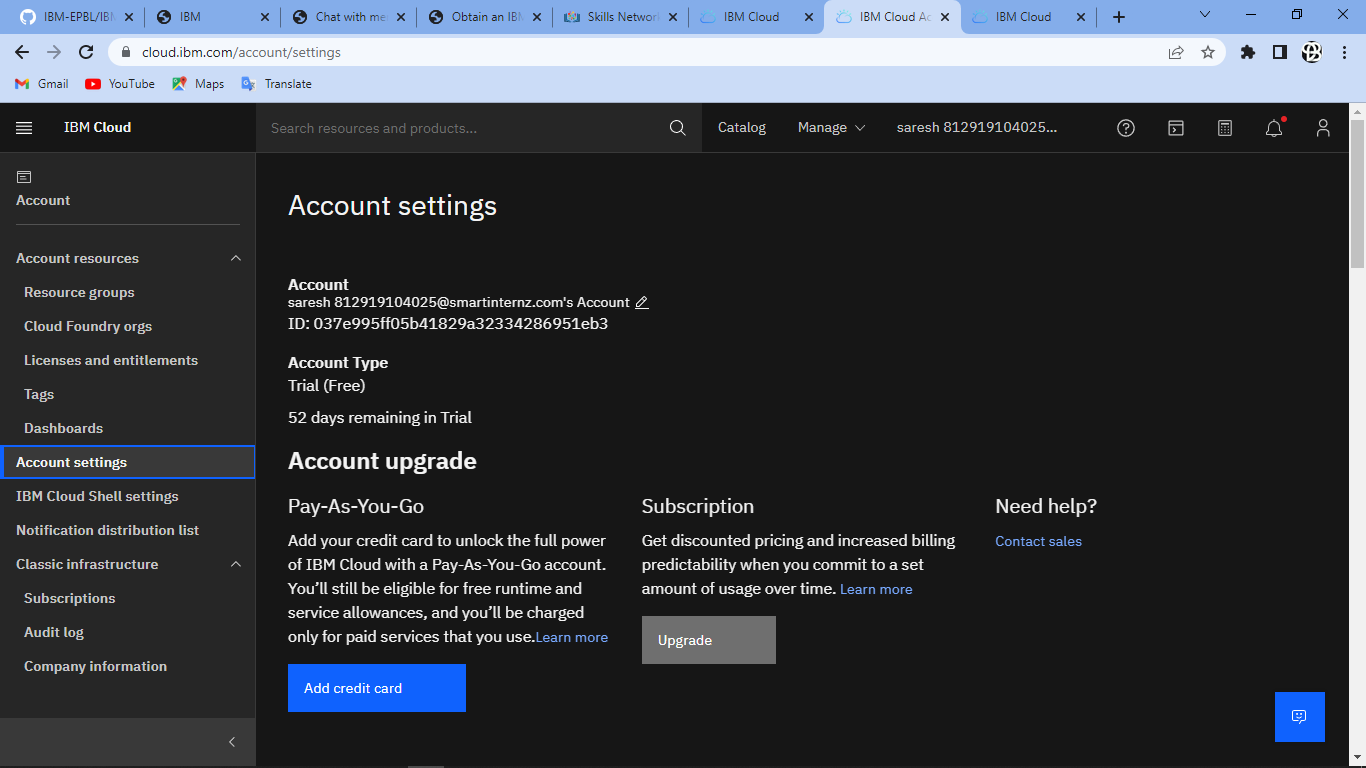 IBM-EPBL/IB
IBM
Chat with me
Obtain an IBM
Skills Network
IBM Cloud
IBM Cloud Ac
IBM Cloud
cloud.ibm.com/account/settings
Gmail
YouTube
Maps
Translate
IBM Cloud
Search resources and products...
Catalog
Manage
saresh 812919104025...
Account
Account resources
Resource groups
Cloud Foundry orgs
Licenses and entitlements
Tags
Dashboards
Account settings
IBM Cloud Shell settings
Notification distribution list
Classic infrastructure
Subscriptions
Audit log
Company information
Account settings
Account
saresh 812919104025@smartinternz.com's Account
ID: 037e995ff05b41829a32334286951eb3
Account Type
Trial (Free)
52 days remaining in Trial
Account upgrade
Pay-As-You-Go
Add your credit card to unlock the full power
of IBM Cloud with a Pay-As-You-Go account.
You’ll still be eligible for free runtime and
service allowances, and you’ll be charged
only for paid services that you use.Learn more
Add credit card
Subscription
Get discounted pricing and increased billing
predictability when you commit to a set
amount of usage over time. Learn more
Upgrade
Need help?
Contact sales